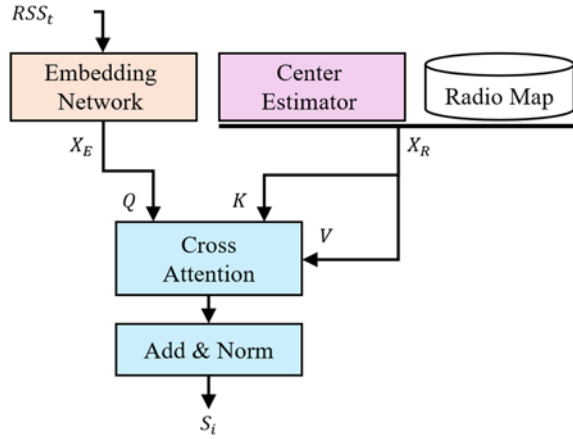 RSS_t
Embedding
Network
Center
Estimator
Radio Map
X_E
X_R
Q
K
V
Cross
Attention
Add & Norm
S_i